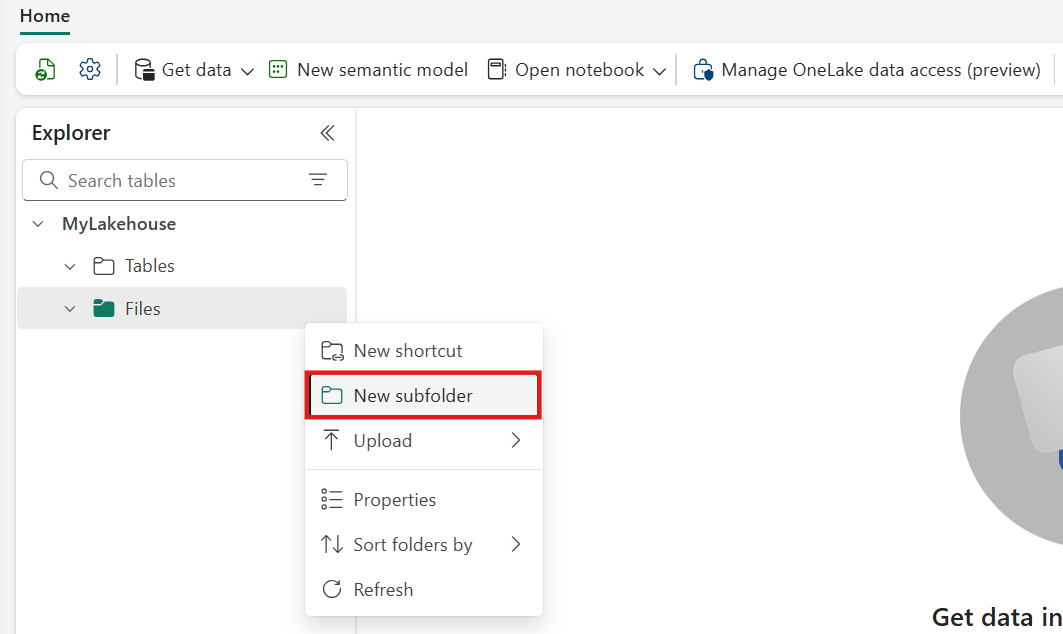 Home
Get data
New semantic model
Open notebook
Manage OneLake data access (preview)
Explorer
Search tables
MyLakehouse
Tables
Files
New shortcut
New subfolder
Upload
Properties
Sort folders by
Refresh
Get data in